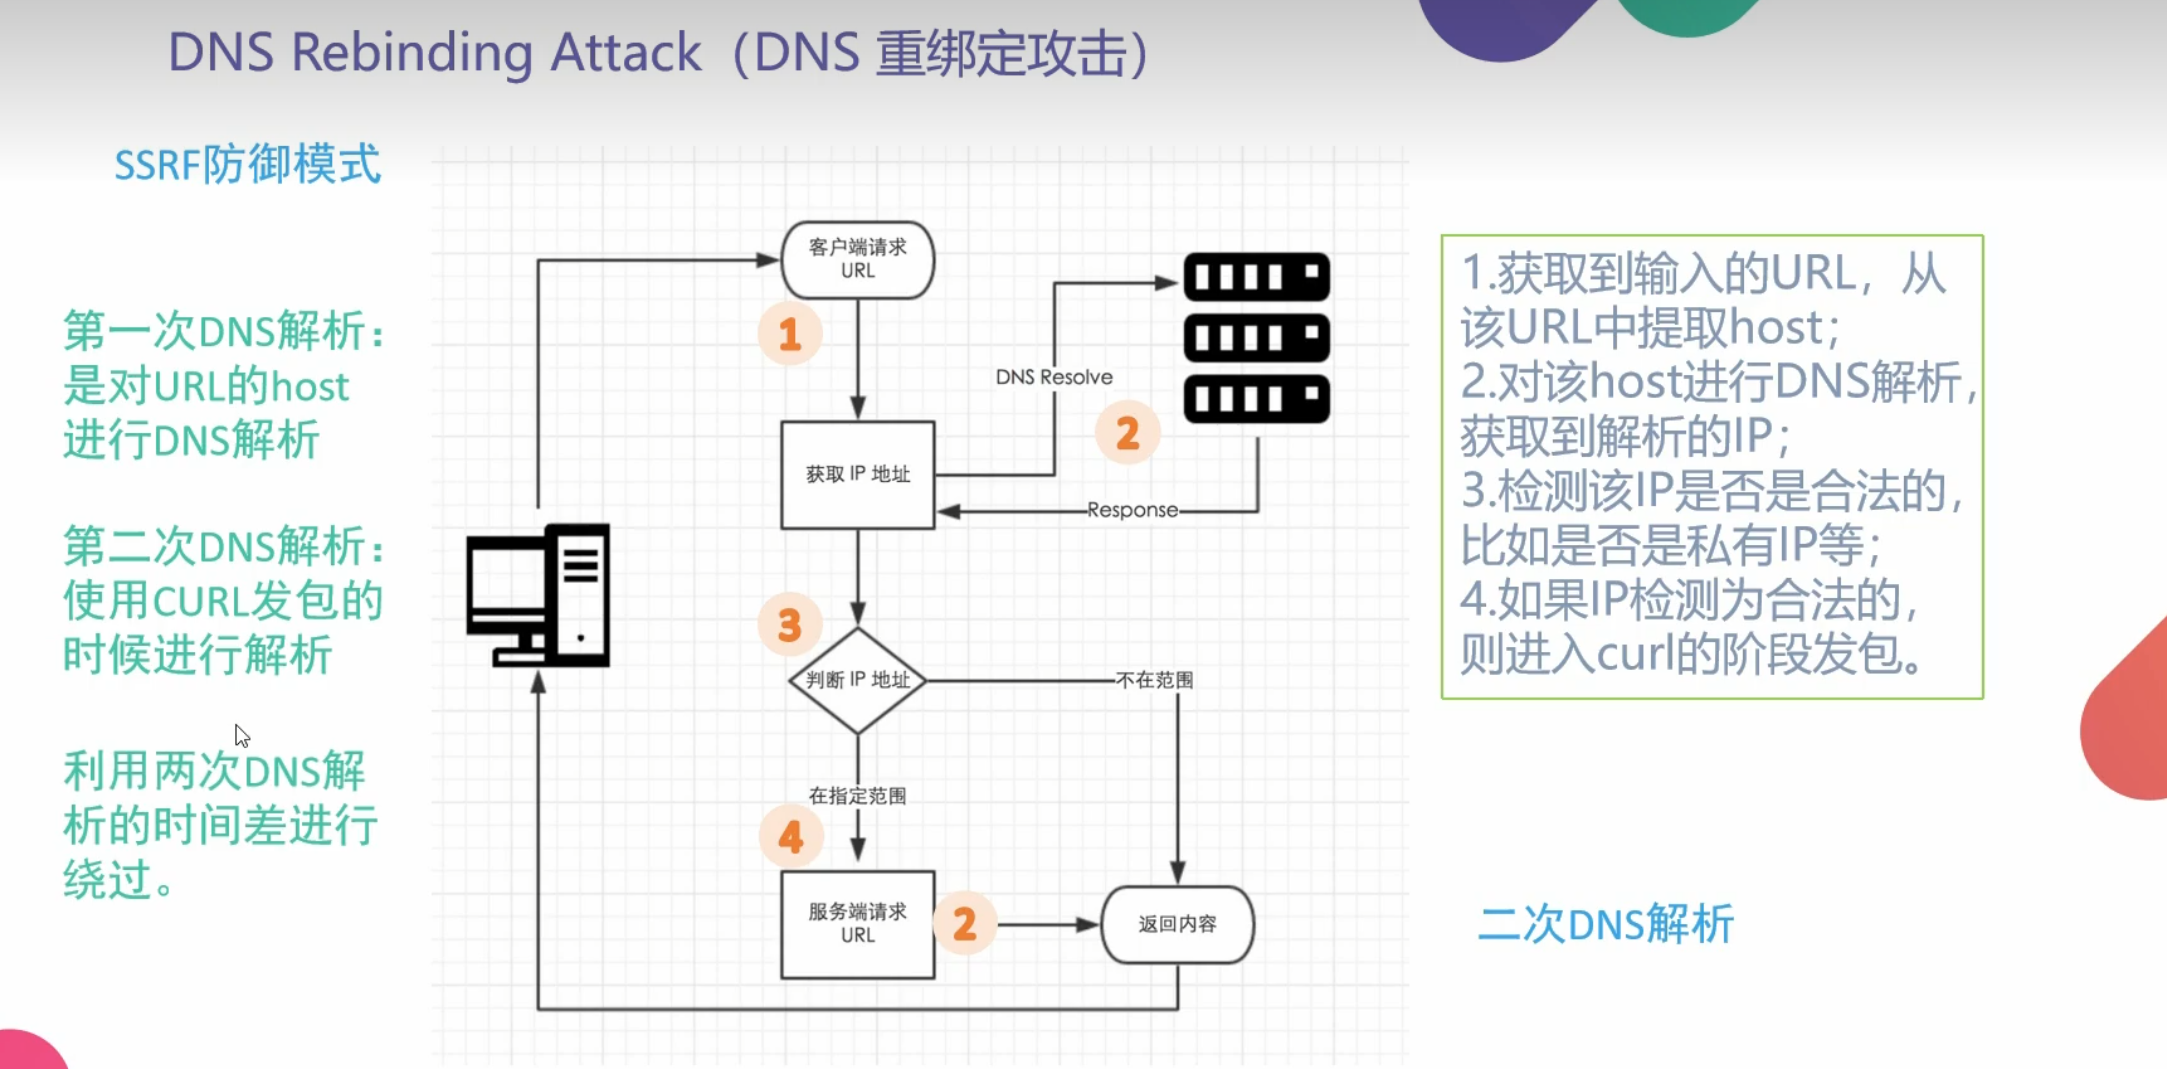 DNS Rebinding Attack（DNS 重绑定攻击）
SSRF防御模式
第一次DNS解析：
是对URL的host
进行DNS解析
第二次DNS解析：
使用CURL发包的
时候进行解析
利用两次DNS解
析的时间差进行
绕过。
客户端请求
URL
1
获取 IP 地址
DNS Resolve
2
Response
3
判断 IP 地址
不在范围
在指定范围
4
服务端请求
URL
2
返回内容
1.获取到输入的URL，从
该URL中提取host；
2.对该host进行DNS解析，
获取到解析的IP；
3.检测该IP是否是合法的，
比如是否是私有IP等；
4.如果IP检测为合法的，
则进入curl的阶段发包。
二次DNS解析